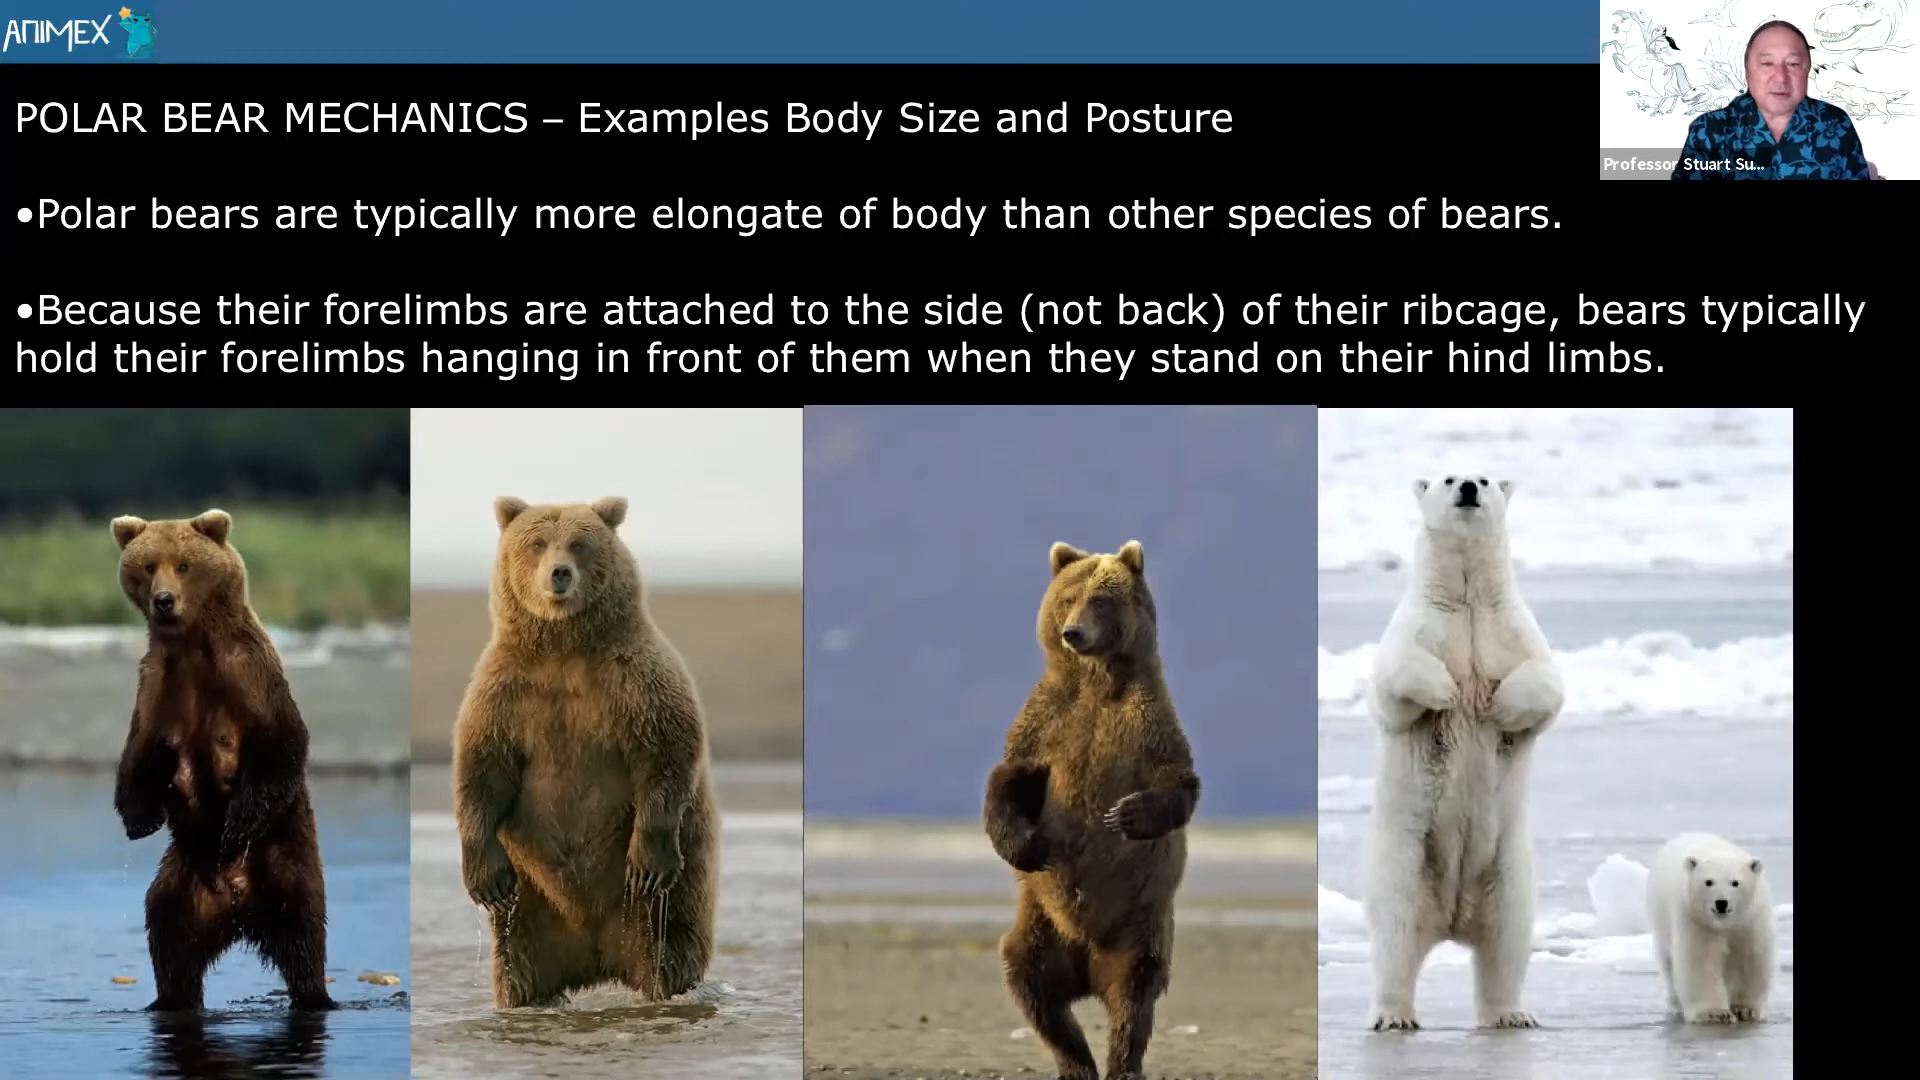 ANIMEX
Professor Stuart Su...
POLAR BEAR MECHANICS – Examples Body Size and Posture
•Polar bears are typically more elongate of body than other species of bears.
•Because their forelimbs are attached to the side (not back) of their ribcage, bears typically
hold their forelimbs hanging in front of them when they stand on their hind limbs.